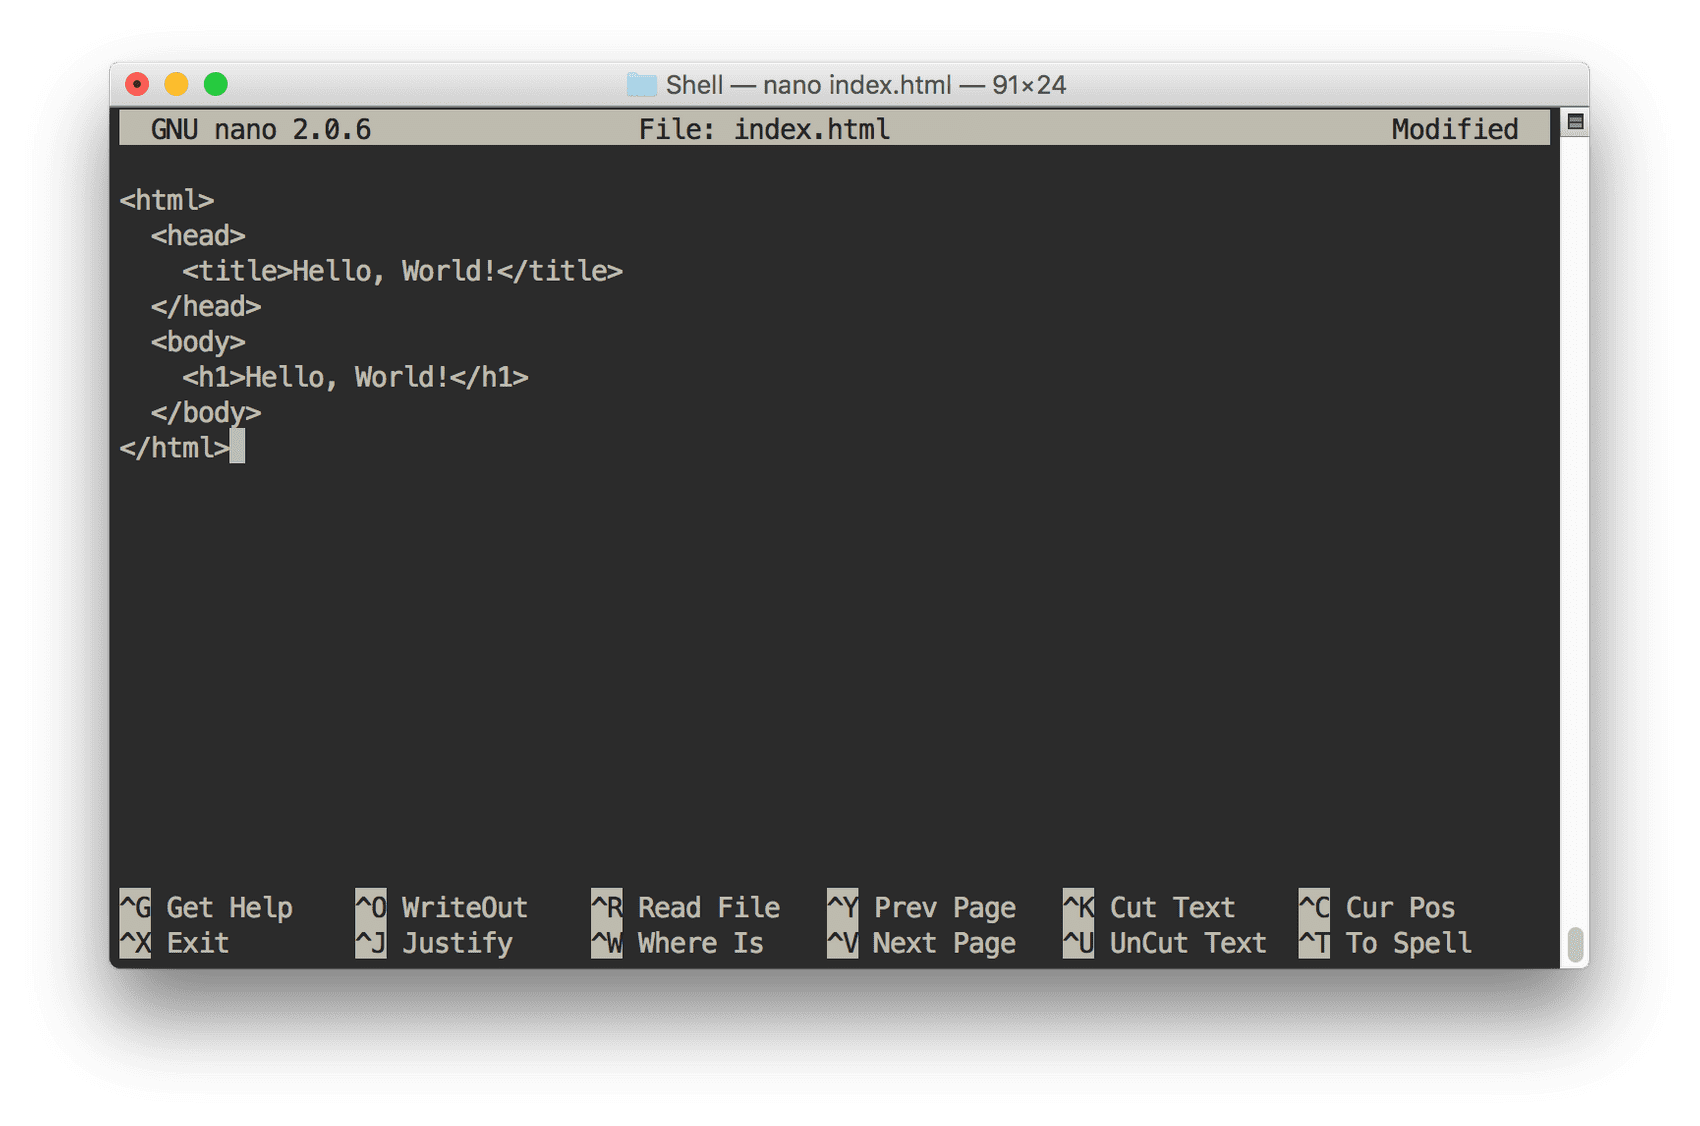 Shell — nano index.html — 91×24
GNU nano 2.0.6 File: index.html Modified
<html>
  <head>
    <title>Hello, World!</title>
  </head>
  <body>
    <h1>Hello, World!</h1>
  </body>
</html>
^G Get Help ^O WriteOut ^R Read File ^Y Prev Page ^K Cut Text ^C Cur Pos
^X Exit ^J Justify ^W Where Is ^V Next Page ^U UnCut Text ^T To Spell